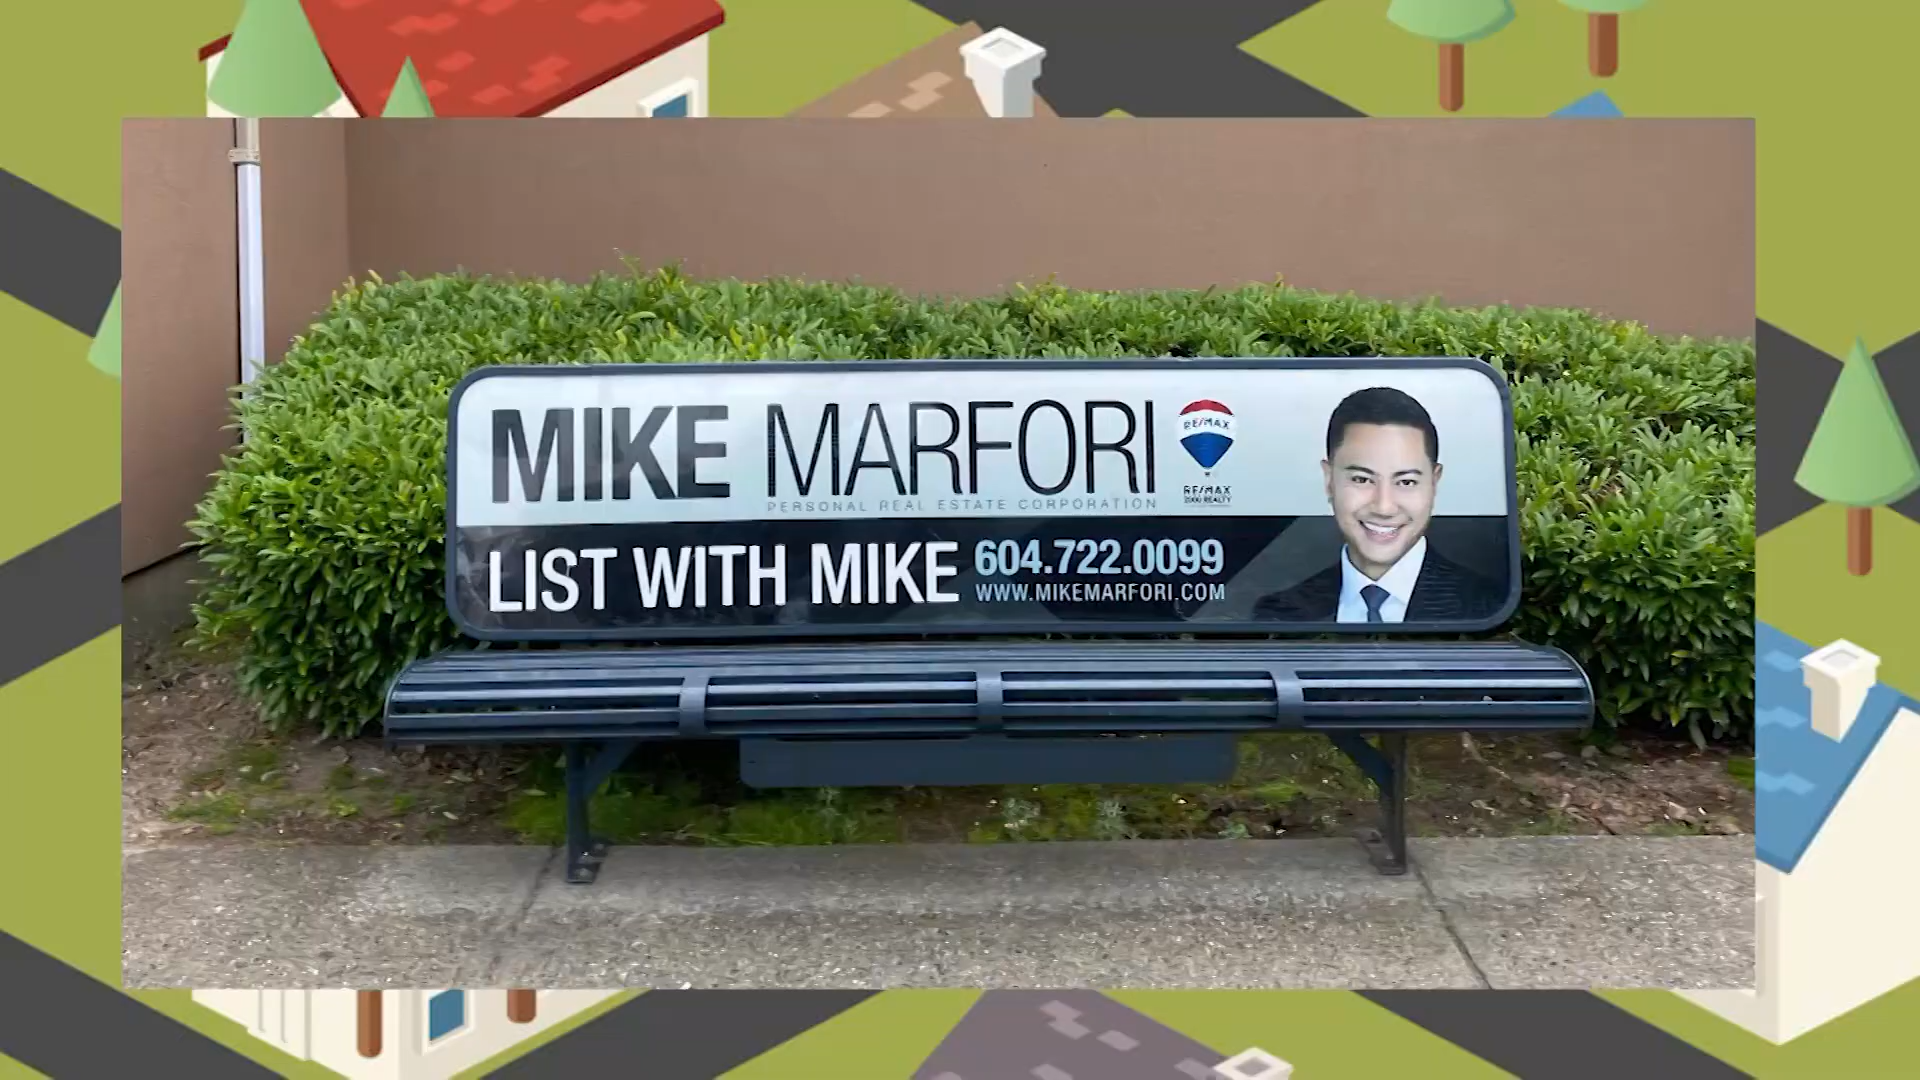 MIKE MARFORI
PERSONAL REAL ESTATE CORPORATION
RE/MAX
RE/MAX
2000 REALTY
LIST WITH MIKE
604.722.0099
WWW.MIKEMARFORI.COM